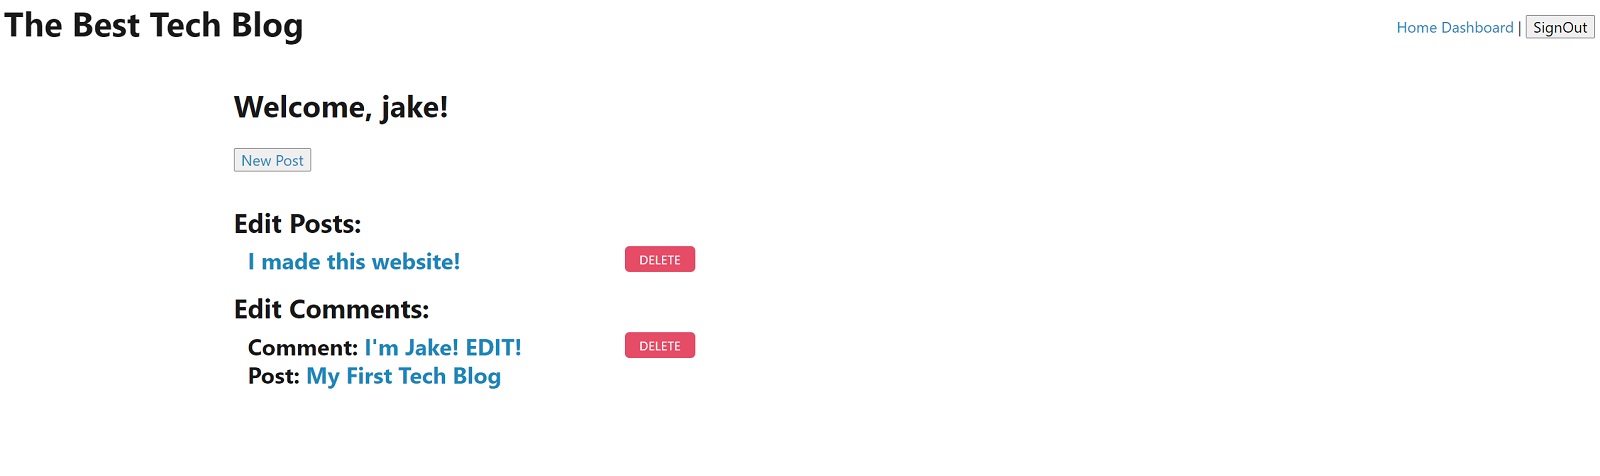 The Best Tech Blog
Home Dashboard | SignOut
Welcome, jake!
New Post
Edit Posts:
I made this website!
DELETE
Edit Comments:
Comment: I'm Jake! EDIT!
DELETE
Post: My First Tech Blog